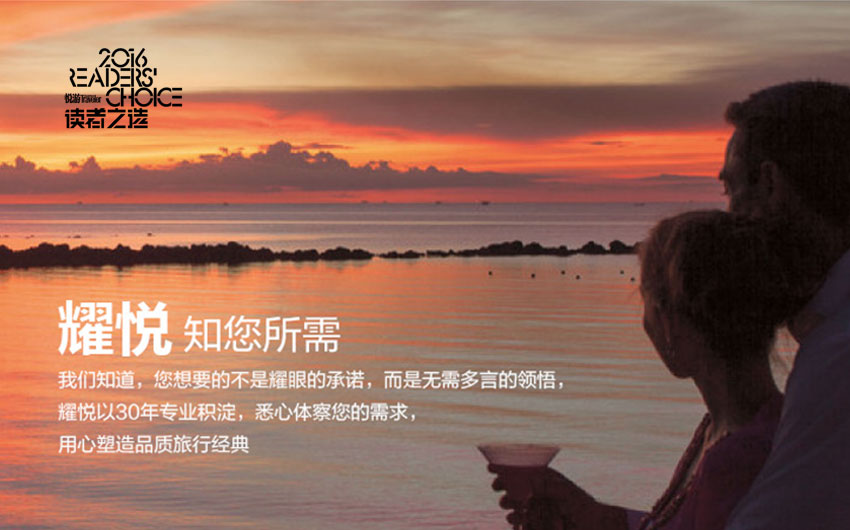 2016
READERS'
悦游 Traveler CHOICE
读者之选
耀悦 知您所需
我们知道，您想要的不是耀眼的承诺，而是无需多言的领悟，
耀悦以30年专业积淀，悉心体察您的需求，
用心塑造品质旅行经典